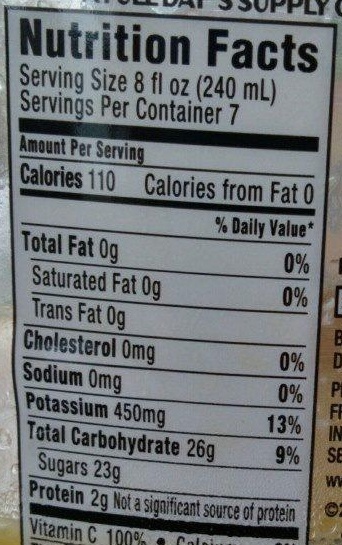 DAY'S SUPPLY
Nutrition Facts
Serving Size 8 fl oz (240 mL)
Servings Per Container 7
Amount Per Serving
Calories 110 Calories from Fat 0
% Daily Value*
Total Fat 0g 0%
Saturated Fat 0g 0%
Trans Fat 0g
Cholesterol 0mg 0%
Sodium 0mg 0%
Potassium 450mg 13%
Total Carbohydrate 26g 9%
Sugars 23g
Protein 2g Not a significant source of protein
Vitamin C 100% •